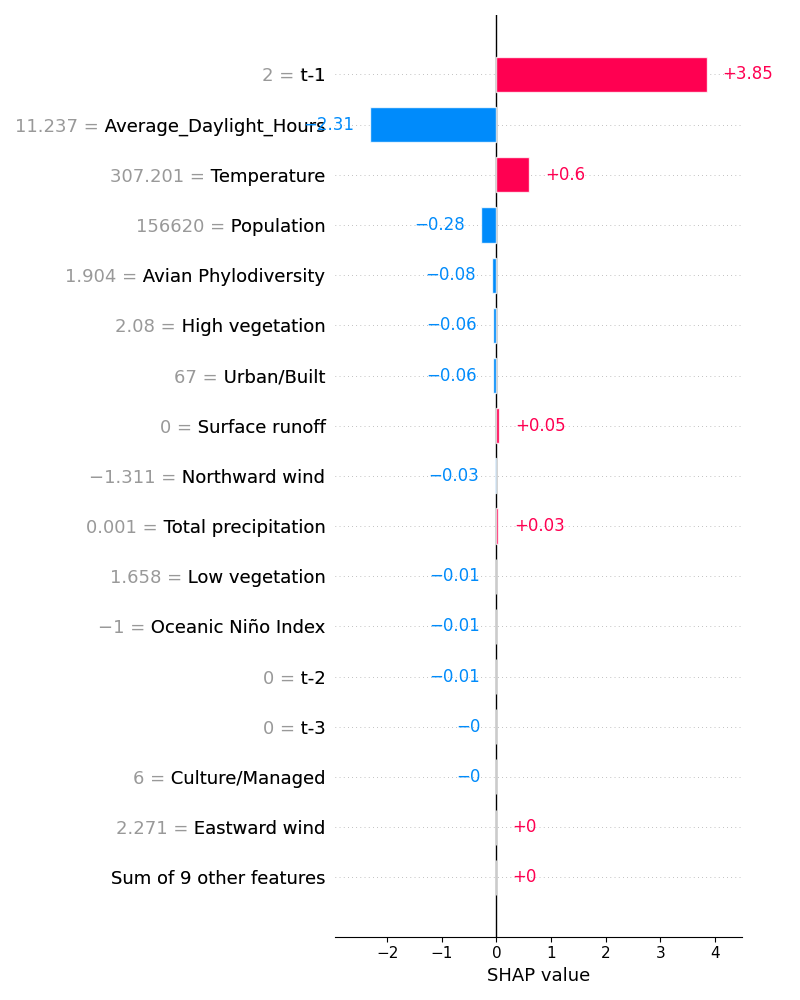 2 = t-1 +3.85
11.237 = Average_Daylight_Hours −2.31
307.201 = Temperature +0.6
156620 = Population −0.28
1.904 = Avian Phylodiversity −0.08
2.08 = High vegetation −0.06
67 = Urban/Built −0.06
0 = Surface runoff +0.05
−1.311 = Northward wind −0.03
0.001 = Total precipitation +0.03
1.658 = Low vegetation −0.01
−1 = Oceanic Niño Index −0.01
0 = t-2 −0.01
0 = t-3 −0
6 = Culture/Managed −0
2.271 = Eastward wind +0
Sum of 9 other features +0
−2 −1 0 1 2 3 4
SHAP value